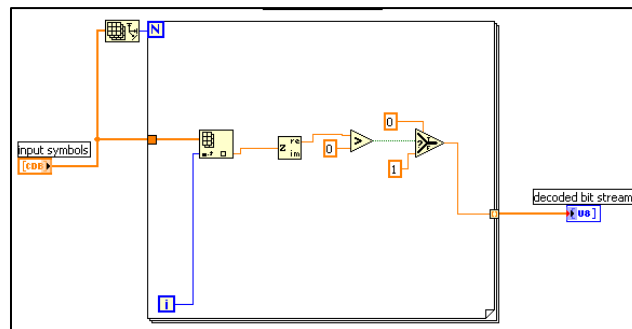 N
input symbols
[CDB]
re
z
im
>
0
0
?
T
F
1
decoded bit stream
U8]
i